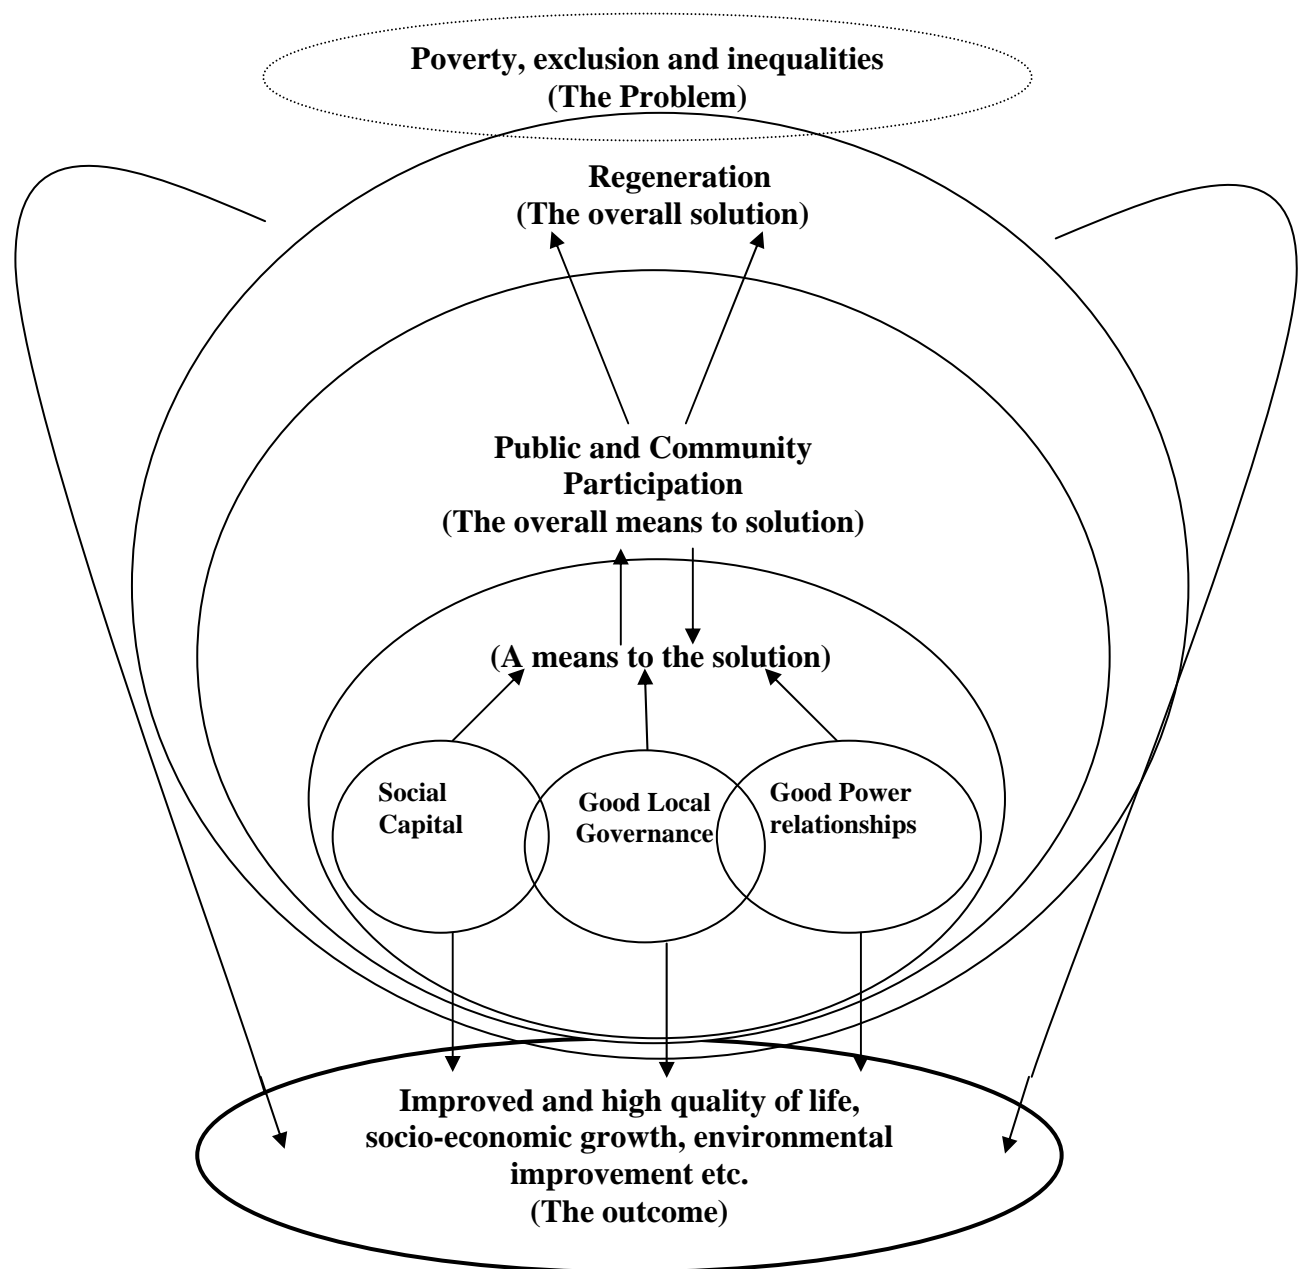 Poverty, exclusion and inequalities
(The Problem)
Regeneration
(The overall solution)
Public and Community
Participation
(The overall means to solution)
(A means to the solution)
Social
Capital
Good Local
Governance
Good Power
relationships
Improved and high quality of life,
socio-economic growth, environmental
improvement etc.
(The outcome)